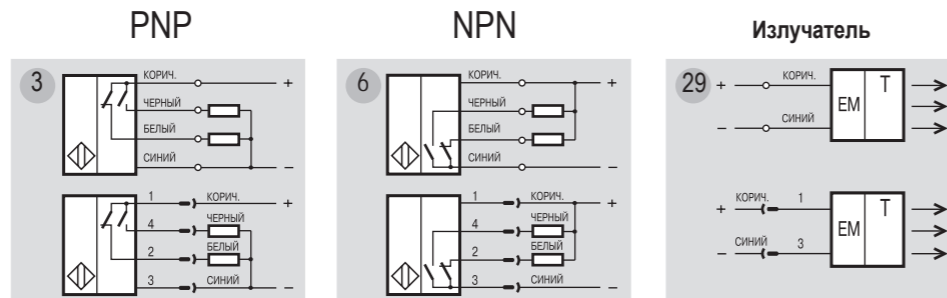 PNP
NPN
Излучатель
3
КОРИЧ.
+
ЧЕРНЫЙ
БЕЛЫЙ
СИНИЙ
−
1
КОРИЧ.
+
4
ЧЕРНЫЙ
2
БЕЛЫЙ
3
СИНИЙ
−
6
КОРИЧ.
+
ЧЕРНЫЙ
БЕЛЫЙ
СИНИЙ
−
1
КОРИЧ.
+
4
ЧЕРНЫЙ
2
БЕЛЫЙ
3
СИНИЙ
−
29
+
КОРИЧ.
−
СИНИЙ
EM
T
+
КОРИЧ.
1
−
СИНИЙ
3
EM
T